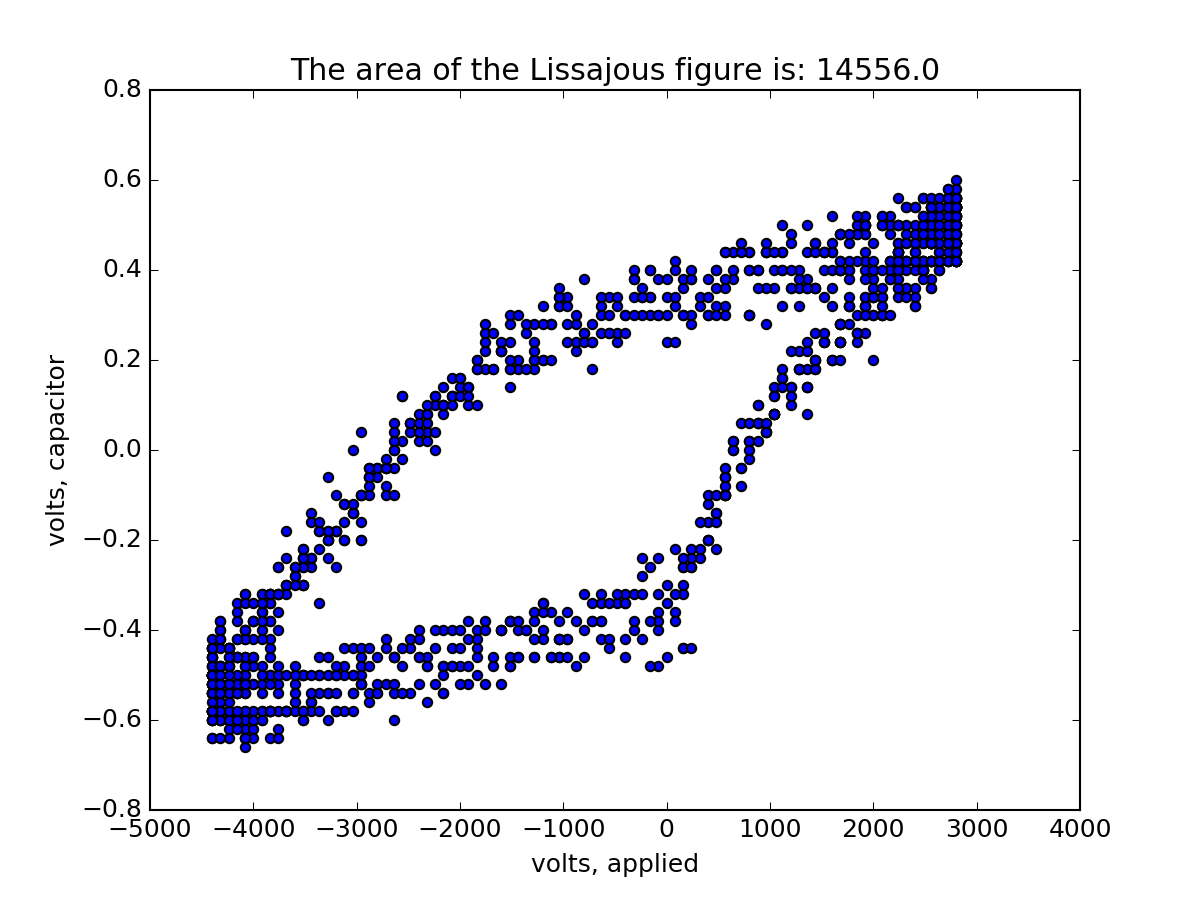 The area of the Lissajous figure is: 14556.0
0.8
0.6
0.4
0.2
0.0
−0.2
−0.4
−0.6
−0.8
volts, capacitor
−5000 −4000 −3000 −2000 −1000 0 1000 2000 3000 4000
volts, applied